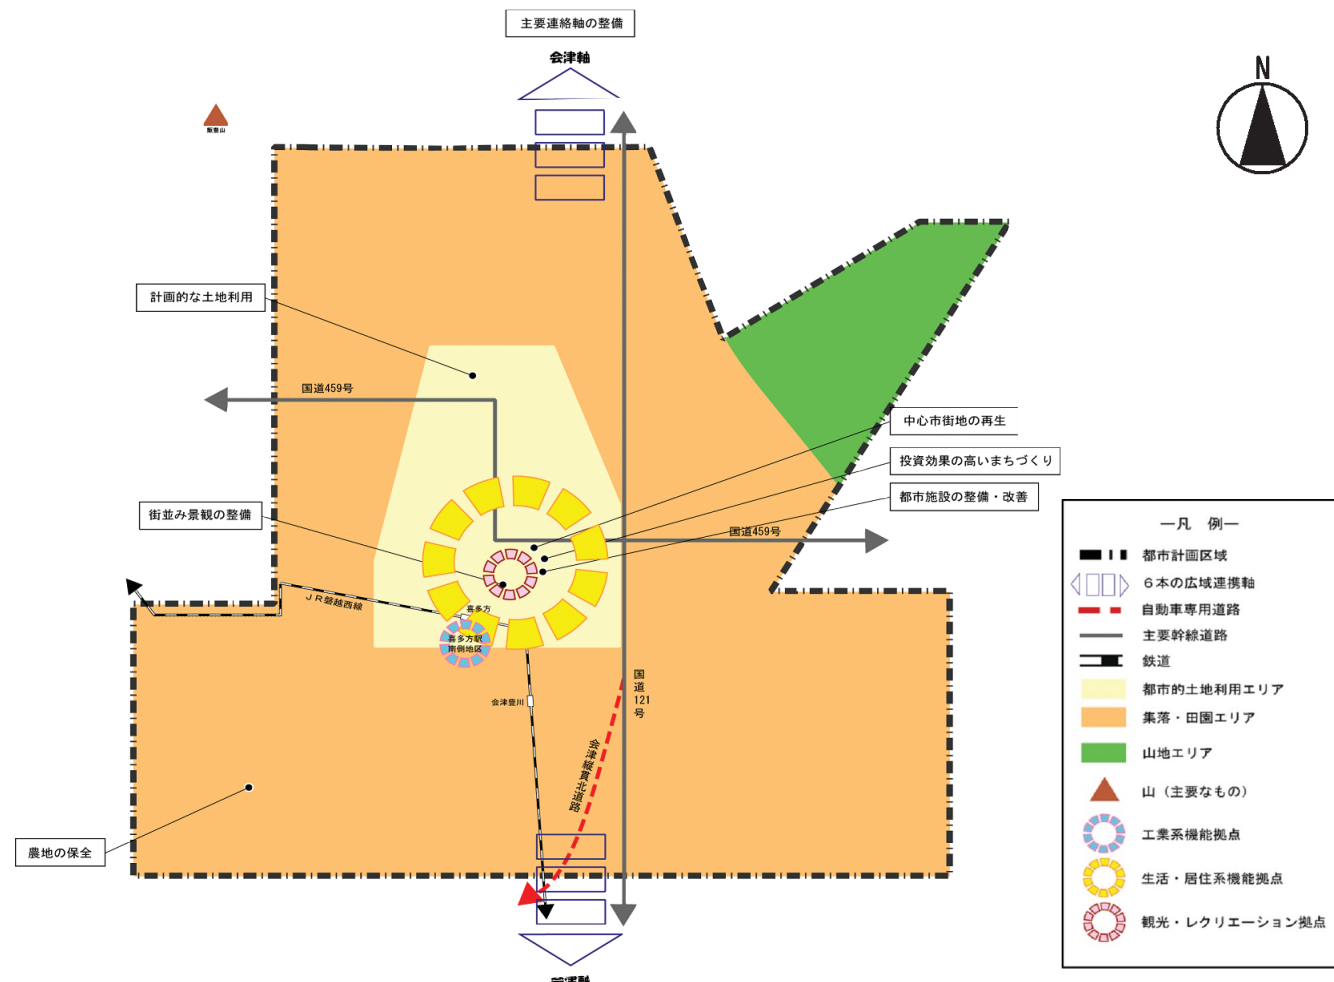 主要連絡軸の整備
会津軸
N
飯豊山
計画的な土地利用
国道459号
中心市街地の再生
投資効果の高いまちづくり
都市施設の整備・改善
街並み景観の整備
国道459号
JR磐越西線
喜多方
喜多方駅
南側地区
会津豊川
国道121号
会津縦貫北道路
農地の保全
会津軸
―凡 例―
都市計画区域
6本の広域連携軸
自動車専用道路
主要幹線道路
鉄道
都市的土地利用エリア
集落・田園エリア
山地エリア
山（主要なもの）
工業系機能拠点
生活・居住系機能拠点
観光・レクリエーション拠点